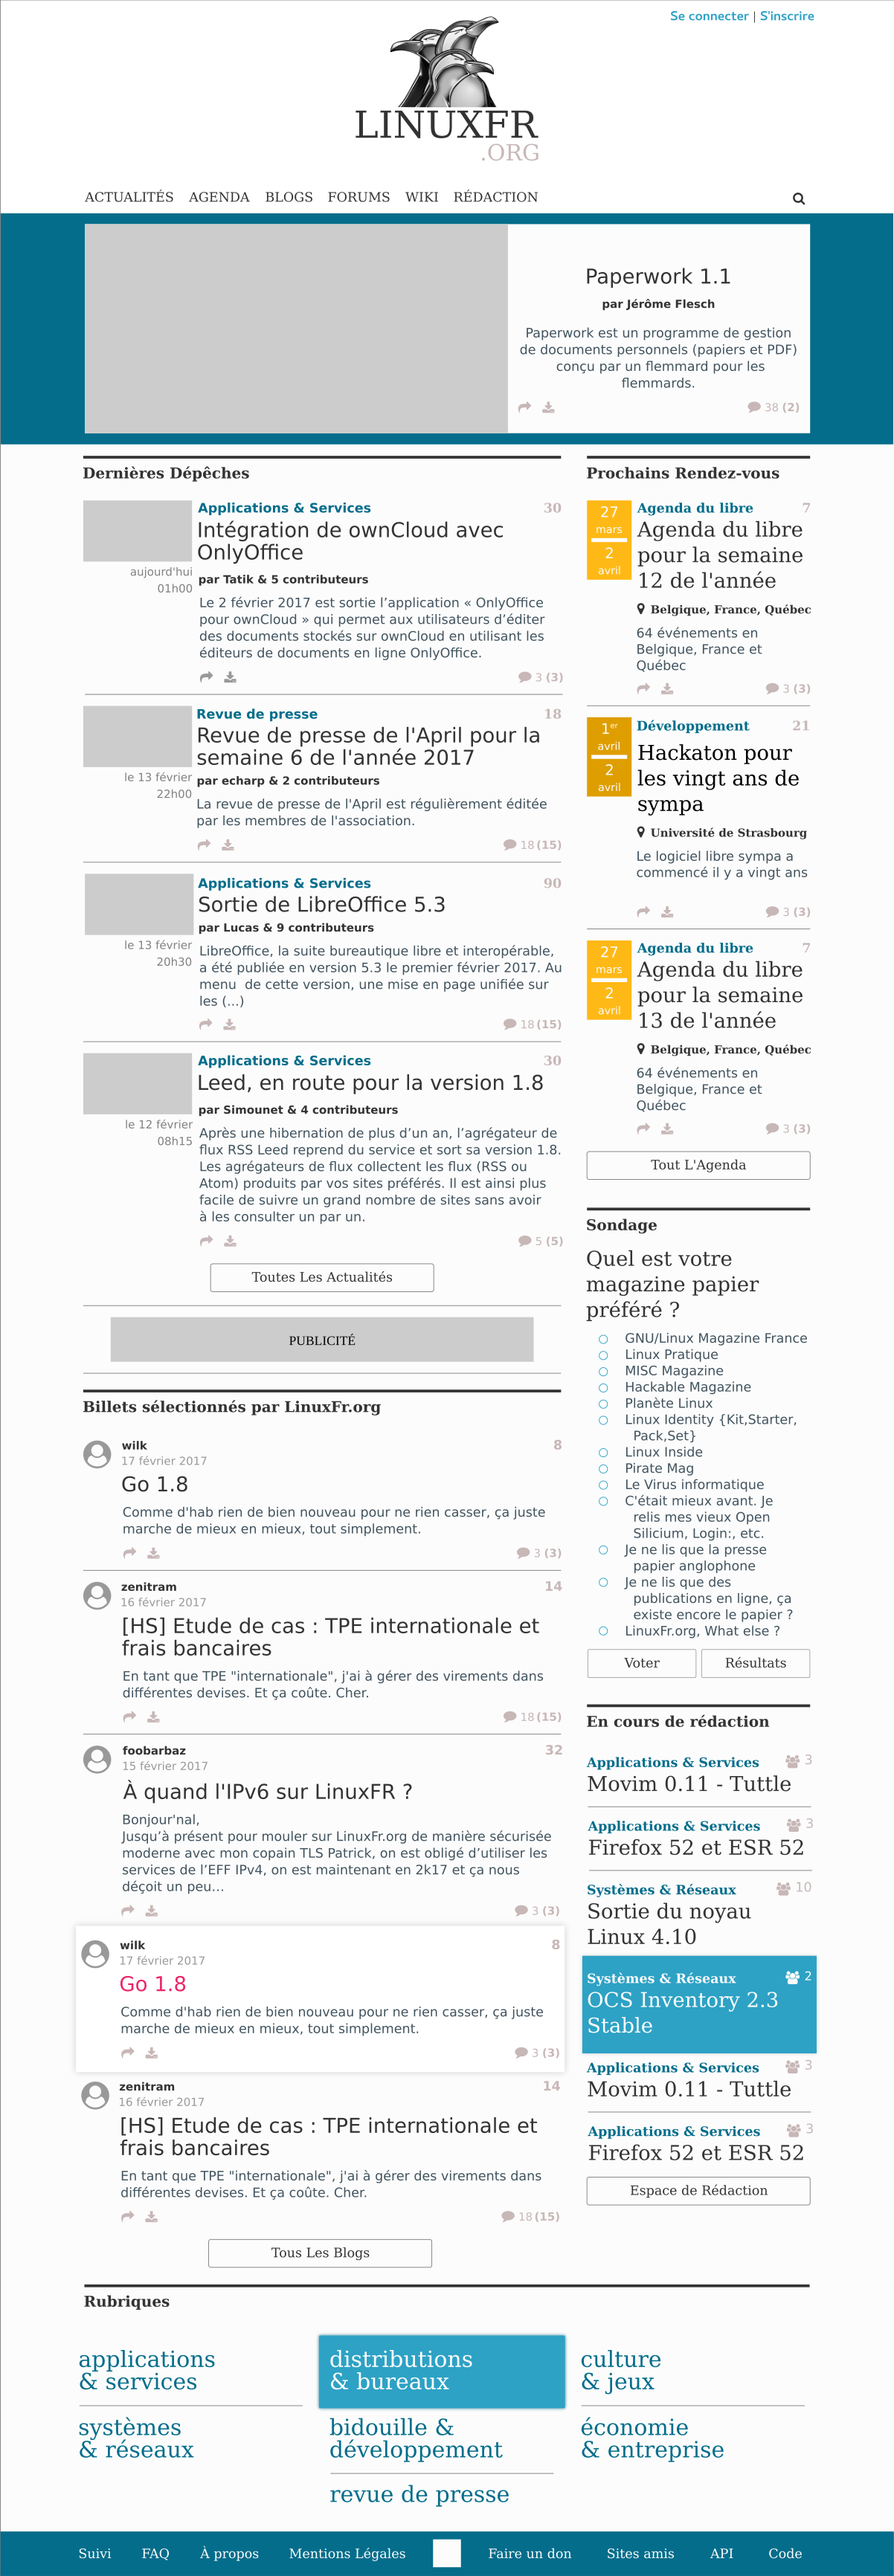 Se connecter | S'inscrire
LINUXFR
.ORG
ACTUALITÉS AGENDA BLOGS FORUMS WIKI RÉDACTION
Paperwork 1.1
par Jérôme Flesch
Paperwork est un programme de gestion
de documents personnels (papiers et PDF)
conçu par un flemmard pour les
flemmards.
38 (2)
Dernières Dépêches
Applications & Services 30
Intégration de ownCloud avec
OnlyOffice
aujourd'hui
01h00
par Tatik & 5 contributeurs
Le 2 février 2017 est sortie l’application « OnlyOffice
pour ownCloud » qui permet aux utilisateurs d’éditer
des documents stockés sur ownCloud en utilisant les
éditeurs de documents en ligne OnlyOffice.
3 (3)
Revue de presse 18
Revue de presse de l'April pour la
semaine 6 de l'année 2017
le 13 février
22h00
par echarp & 2 contributeurs
La revue de presse de l'April est régulièrement éditée
par les membres de l'association.
18 (15)
Applications & Services 90
Sortie de LibreOffice 5.3
par Lucas & 9 contributeurs
le 13 février
20h30
LibreOffice, la suite bureautique libre et interopérable,
a été publiée en version 5.3 le premier février 2017. Au
menu de cette version, une mise en page unifiée sur
les (...)
18 (15)
Applications & Services 30
Leed, en route pour la version 1.8
par Simounet & 4 contributeurs
le 12 février
08h15
Après une hibernation de plus d’un an, l’agrégateur de
flux RSS Leed reprend du service et sort sa version 1.8.
Les agrégateurs de flux collectent les flux (RSS ou
Atom) produits par vos sites préférés. Il est ainsi plus
facile de suivre un grand nombre de sites sans avoir
à les consulter un par un.
5 (5)
Toutes Les Actualités
PUBLICITÉ
Billets sélectionnés par LinuxFr.org
wilk 8
17 février 2017
Go 1.8
Comme d'hab rien de bien nouveau pour ne rien casser, ça juste
marche de mieux en mieux, tout simplement.
3 (3)
zenitram 14
16 février 2017
[HS] Etude de cas : TPE internationale et
frais bancaires
En tant que TPE "internationale", j'ai à gérer des virements dans
différentes devises. Et ça coûte. Cher.
18 (15)
foobarbaz 32
15 février 2017
À quand l'IPv6 sur LinuxFR ?
Bonjour'nal,
Jusqu’à présent pour mouler sur LinuxFr.org de manière sécurisée
moderne avec mon copain TLS Patrick, on est obligé d’utiliser les
services de l’EFF IPv4, on est maintenant en 2k17 et ça nous
déçoit un peu…
3 (3)
wilk 8
17 février 2017
Go 1.8
Comme d'hab rien de bien nouveau pour ne rien casser, ça juste
marche de mieux en mieux, tout simplement.
3 (3)
zenitram 14
16 février 2017
[HS] Etude de cas : TPE internationale et
frais bancaires
En tant que TPE "internationale", j'ai à gérer des virements dans
différentes devises. Et ça coûte. Cher.
18 (15)
Tous Les Blogs
Prochains Rendez-vous
27
mars
2
avril
Agenda du libre 7
Agenda du libre
pour la semaine
12 de l'année
Belgique, France, Québec
64 événements en
Belgique, France et
Québec
3 (3)
1er
avril
2
avril
Développement 21
Hackaton pour
les vingt ans de
sympa
Université de Strasbourg
Le logiciel libre sympa a
commencé il y a vingt ans
3 (3)
27
mars
2
avril
Agenda du libre 7
Agenda du libre
pour la semaine
13 de l'année
Belgique, France, Québec
64 événements en
Belgique, France et
Québec
3 (3)
Tout L'Agenda
Sondage
Quel est votre
magazine papier
préféré ?
GNU/Linux Magazine France
Linux Pratique
MISC Magazine
Hackable Magazine
Planète Linux
Linux Identity {Kit,Starter,
Pack,Set}
Linux Inside
Pirate Mag
Le Virus informatique
C'était mieux avant. Je
relis mes vieux Open
Silicium, Login:, etc.
Je ne lis que la presse
papier anglophone
Je ne lis que des
publications en ligne, ça
existe encore le papier ?
LinuxFr.org, What else ?
Voter Résultats
En cours de rédaction
Applications & Services 3
Movim 0.11 - Tuttle
Applications & Services 3
Firefox 52 et ESR 52
Systèmes & Réseaux 10
Sortie du noyau
Linux 4.10
Systèmes & Réseaux 2
OCS Inventory 2.3
Stable
Applications & Services 3
Movim 0.11 - Tuttle
Applications & Services 3
Firefox 52 et ESR 52
Espace de Rédaction
Rubriques
applications
& services
distributions
& bureaux
culture
& jeux
systèmes
& réseaux
bidouille &
développement
économie
& entreprise
revue de presse
Suivi FAQ À propos Mentions Légales Faire un don Sites amis API Code